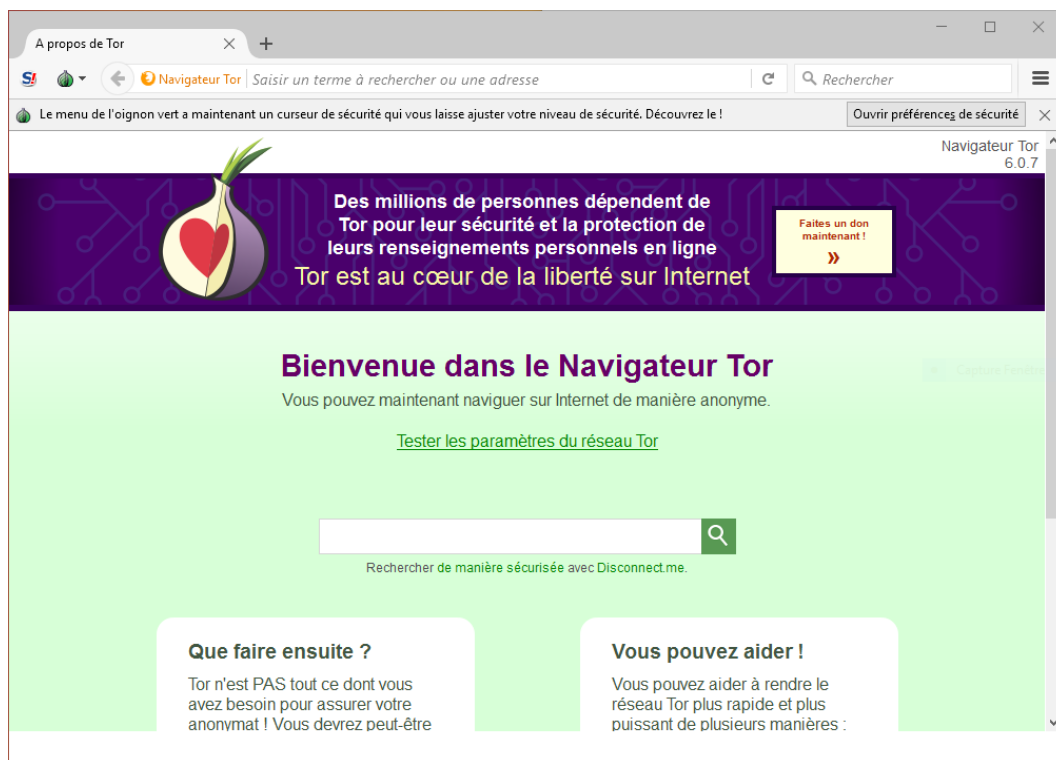 A propos de Tor
S!
Navigateur Tor
Saisir un terme à rechercher ou une adresse
Rechercher
Le menu de l'oignon vert a maintenant un curseur de sécurité qui vous laisse ajuster votre niveau de sécurité. Découvrez le !
Ouvrir préférences de sécurité
Navigateur Tor
6.0.7
Des millions de personnes dépendent de
Tor pour leur sécurité et la protection de
leurs renseignements personnels en ligne
Tor est au cœur de la liberté sur Internet
Faites un don
maintenant !
»
Bienvenue dans le Navigateur Tor
Capture Fenêtre
Vous pouvez maintenant naviguer sur Internet de manière anonyme.
Tester les paramètres du réseau Tor
Rechercher de manière sécurisée avec Disconnect.me.
Que faire ensuite ?
Tor n'est PAS tout ce dont vous
avez besoin pour assurer votre
anonymat ! Vous devrez peut-être
Vous pouvez aider !
Vous pouvez aider à rendre le
réseau Tor plus rapide et plus
puissant de plusieurs manières :